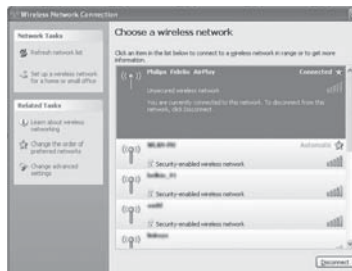 Wireless Network Connection
Network Tasks
Refresh network list
Set up a wireless network
for a home or small office
Related Tasks
Learn about wireless
networking
Change the order of
preferred networks
Change advanced
settings
Choose a wireless network
Click an item in the list below to connect to a wireless network in range or to get more
information.
Philips Fidelio AirPlay Connected
Unsecured wireless network
You are currently connected to this network. To disconnect from this
network, click Disconnect
Automatic
Security-enabled wireless network
Security-enabled wireless network
Security-enabled wireless network
Disconnect